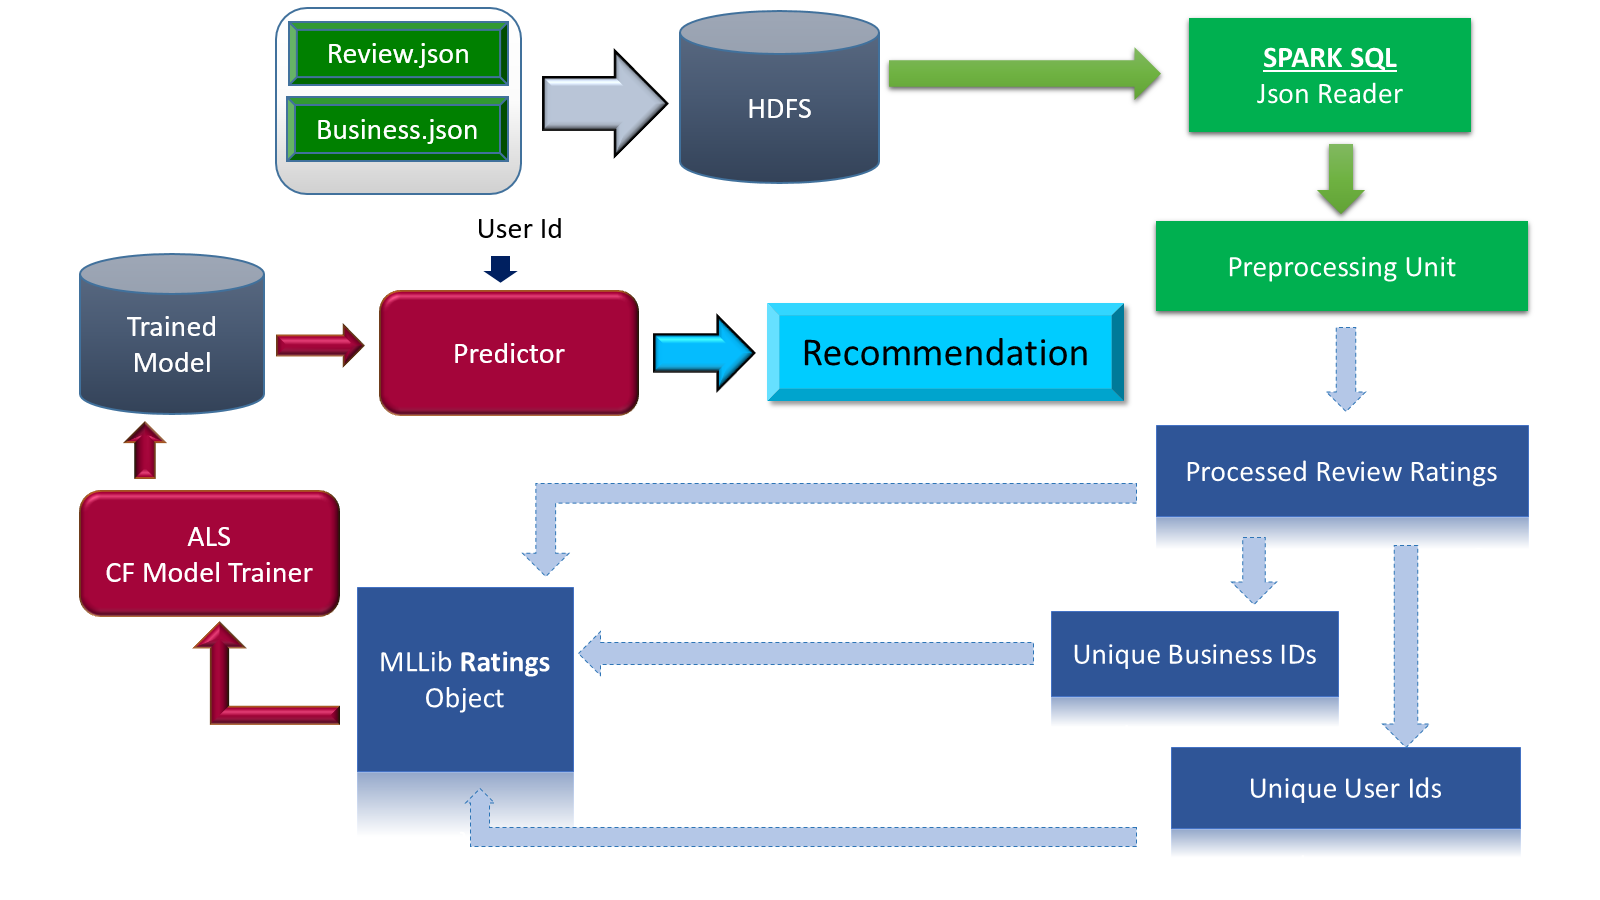 Review.json
Business.json
HDFS
SPARK SQL
Json Reader
User Id
Preprocessing Unit
Trained
Model
Predictor
Recommendation
Processed Review Ratings
ALS
CF Model Trainer
MLLib Ratings
Object
Unique Business IDs
Unique User Ids